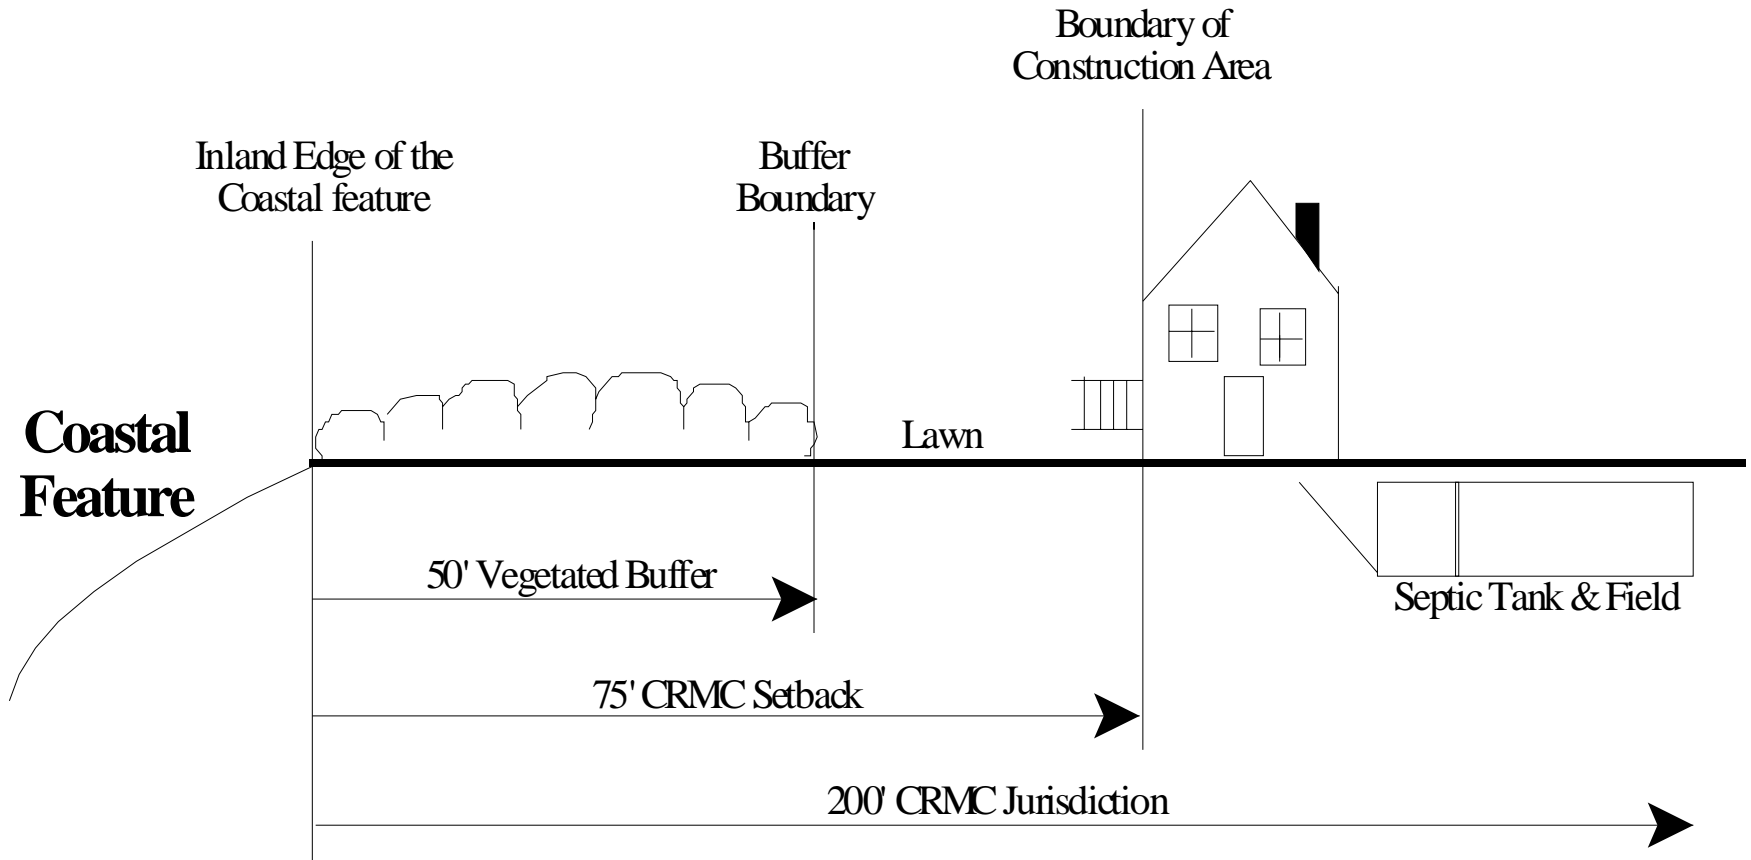 Boundary of
Construction Area
Inland Edge of the
Coastal feature
Buffer
Boundary
Coastal
Feature
Lawn
50' Vegetated Buffer
Septic Tank & Field
75' CRMC Setback
200' CRMC Jurisdiction